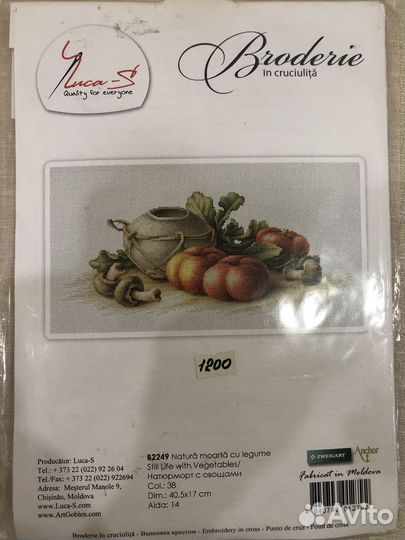 Luca-S
Quality for everyone
Broderie
în cruciuliță
1200
Producător: Luca-S
Tel.: + 373 22 (022) 92 26 04
Tel./Fax.: + 373 22 (022) 922694
Adresa: Meşterul Manole 9,
Chişinău, Moldova
www.Luca-S.com
www.ArtGoblen.com
B2249 Natură moartă cu legume
Still Life with Vegetables/
Натюрморт с овощами
Col.: 38
Dim.: 40,5x17 cm
Aida: 14
ZWEIGART
Anchor
Fabricat in Moldova
Broderie în cruciuliţă - Вышивка крестом - Embroidery in cross - Punto de cruz - Point de croix
Avito